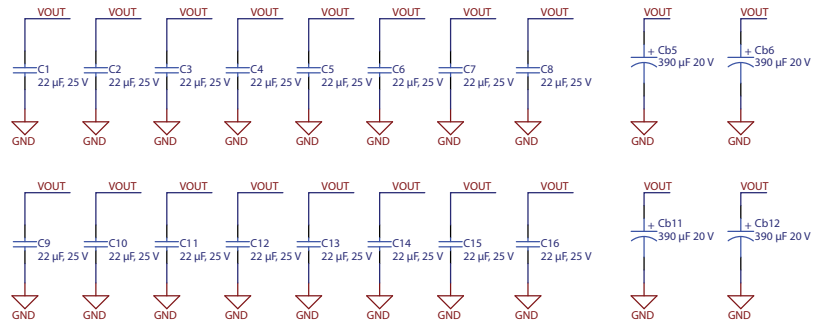 VOUT VOUT VOUT VOUT VOUT VOUT VOUT VOUT VOUT VOUT
C1 C2 C3 C4 C5 C6 C7 C8 + Cb5 + Cb6
22 µF, 25 V 22 µF, 25 V 22 µF, 25 V 22 µF, 25 V 22 µF, 25 V 22 µF, 25 V 22 µF, 25 V 22 µF, 25 V 390 µF 20 V 390 µF 20 V
GND GND GND GND GND GND GND GND GND GND
VOUT VOUT VOUT VOUT VOUT VOUT VOUT VOUT VOUT VOUT
C9 C10 C11 C12 C13 C14 C15 C16 + Cb11 + Cb12
22 µF, 25 V 22 µF, 25 V 22 µF, 25 V 22 µF, 25 V 22 µF, 25 V 22 µF, 25 V 22 µF, 25 V 22 µF, 25 V 390 µF 20 V 390 µF 20 V
GND GND GND GND GND GND GND GND GND GND